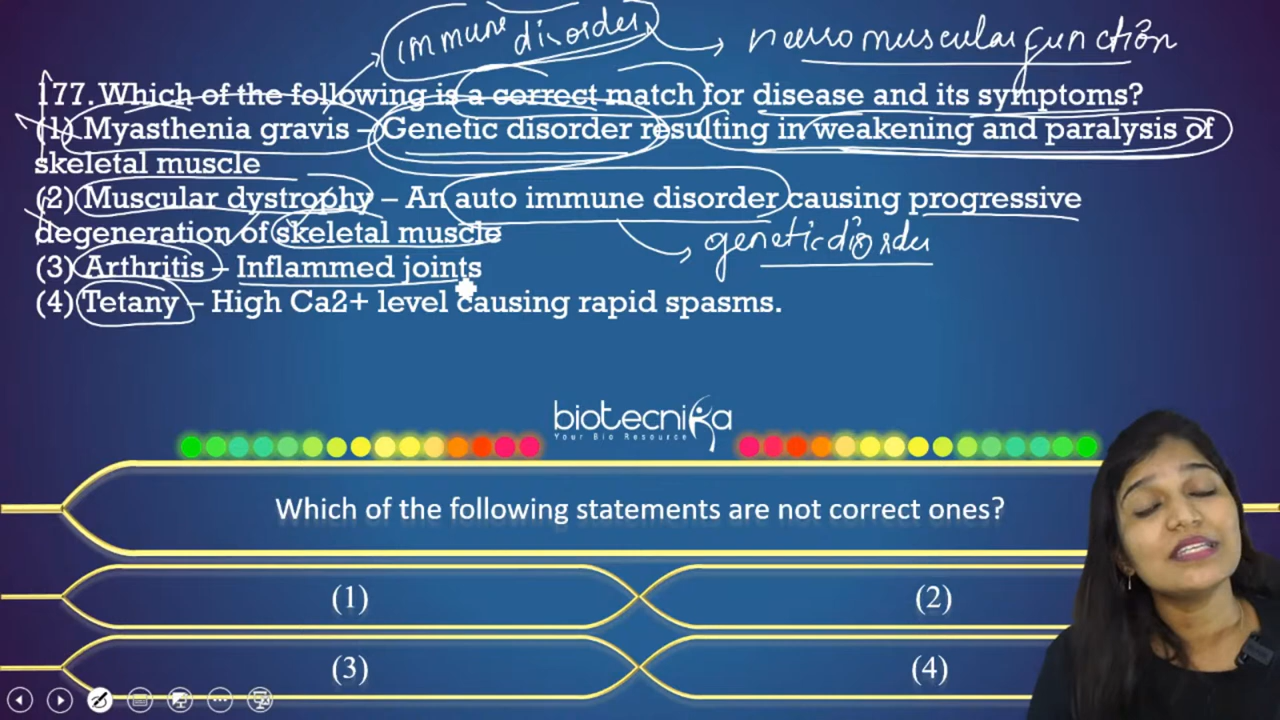 immune disorder → neuromuscular function
177. Which of the following is a correct match for disease and its symptoms?
(1) Myasthenia gravis – Genetic disorder resulting in weakening and paralysis of
skeletal muscle
(2) Muscular dystrophy – An auto immune disorder causing progressive
degeneration of skeletal muscle
genetic disorder
(3) Arthritis – Inflammed joints
(4) Tetany – High Ca2+ level causing rapid spasms.
biotecnika
Your Bio Resource
Which of the following statements are not correct ones?
(1)
(2)
(3)
(4)